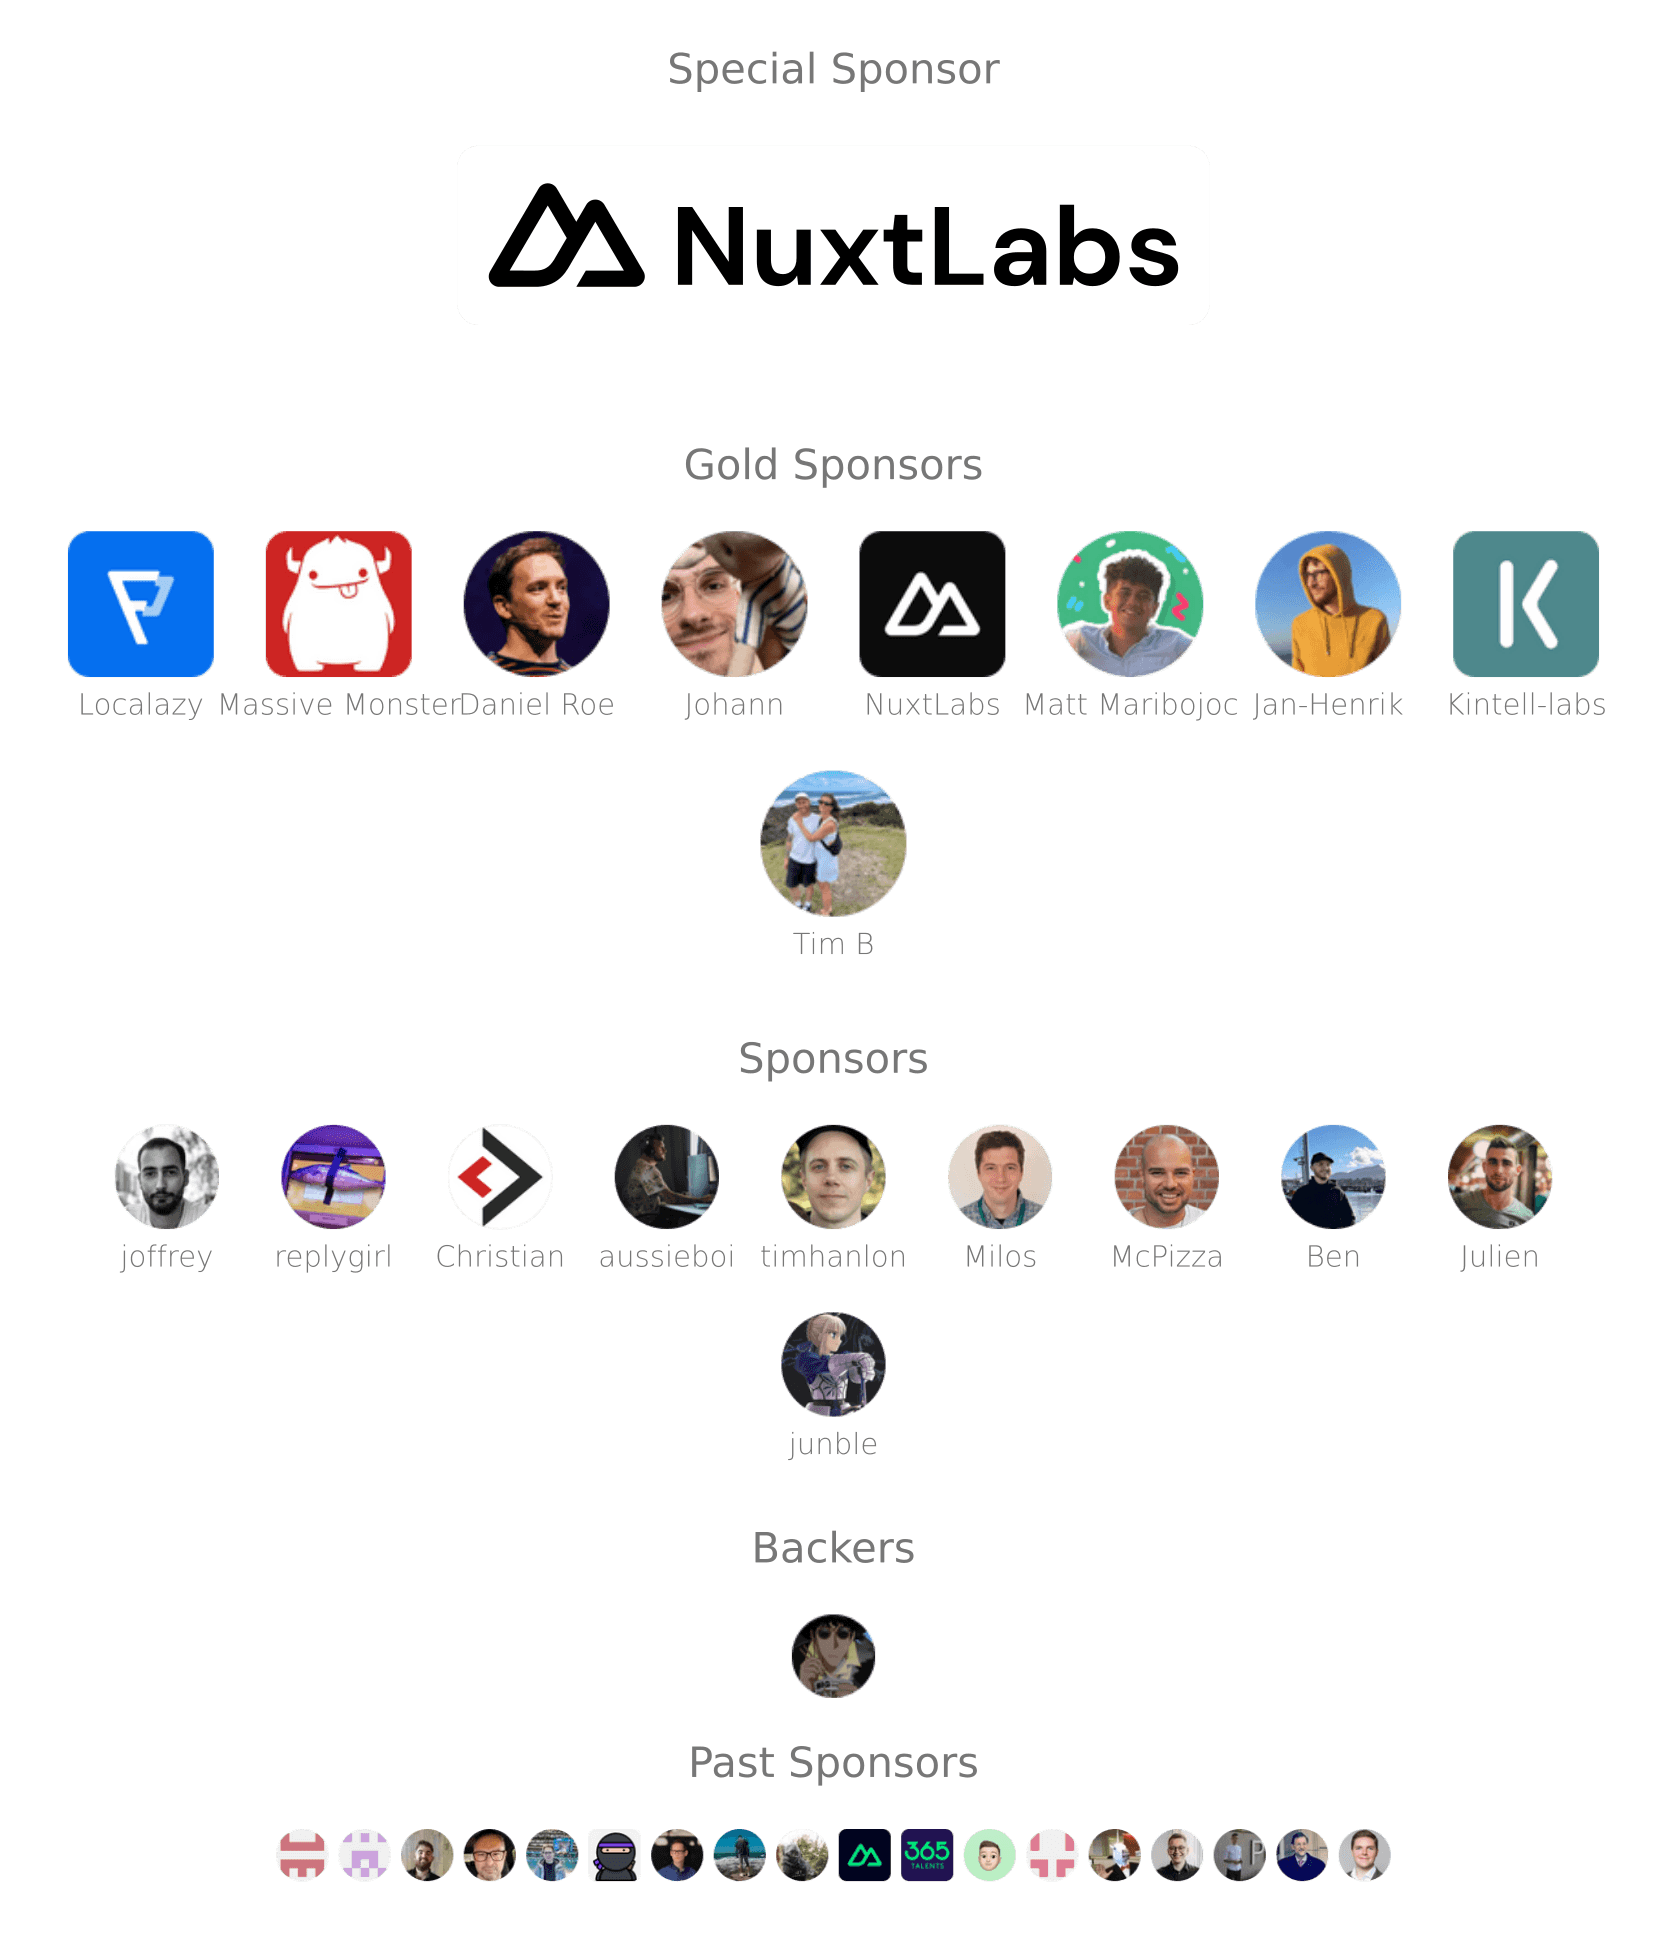 Special Sponsor
NuxtLabs
Gold Sponsors
Localazy Massive Monster Daniel Roe Johann NuxtLabs Matt Maribojoc Jan-Henrik Kintell-labs
Tim B
Sponsors
joffrey replygirl Christian aussieboi timhanlon Milos McPizza Ben Julien
junble
Backers
Past Sponsors
365
TALENTS
P